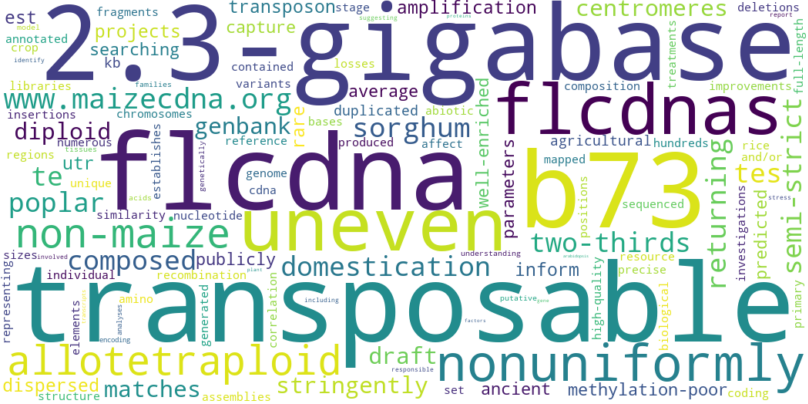 fragments transposon stage amplification centromeres deletions
est model suggesting proteins report
annotated projects capture 2.3-gigabase
crop searching
identify kb contained losses treatments full-length
libraries families variants average composition improvements
www.maizecdna.org flcdnas
insertions chromosomes duplicated abiotic
diploid genbank rare bases sorghum well-enriched agricultural hundreds
numerous reference produced affect
regions tissues utr establishes genetically genome mapped rice
te flcdna cdna parameters b73 and/or
unique acids positions sequenced returning tes semi-strict
poplar similarity nucleotide predicted stress
non-maize uneven two-thirds investigations
sizes involved composed publicly understanding resource
individual recombination plant domestication inform precise
representing transposable
amino generated correlation including putative gene high-quality biological primary
elements encoding analyses factors
allotetraploid draft responsible nonuniformly
dispersed matches stringently set ancient methylation-poor coding
structure assemblies